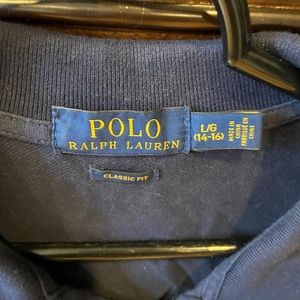 POLO
RALPH LAUREN
L/G
(14-16)
MADE IN
CHINA
FABRIQUÉ EN
CHINE
CLASSIC FIT